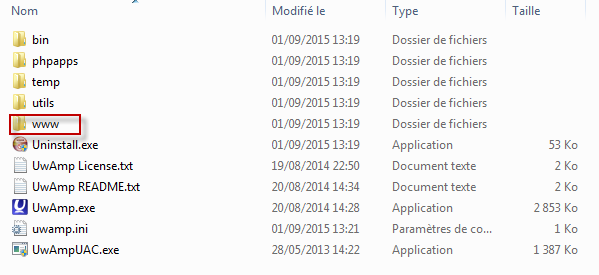 Nom Modifié le Type Taille
bin 01/09/2015 13:19 Dossier de fichiers
phpapps 01/09/2015 13:19 Dossier de fichiers
temp 01/09/2015 13:19 Dossier de fichiers
utils 01/09/2015 13:19 Dossier de fichiers
www 01/09/2015 13:19 Dossier de fichiers
Uninstall.exe 01/09/2015 13:19 Application 53 Ko
UwAmp License.txt 19/08/2014 22:50 Document texte 2 Ko
UwAmp README.txt 20/08/2014 14:34 Document texte 2 Ko
UwAmp.exe 20/08/2014 14:28 Application 2 853 Ko
uwamp.ini 01/09/2015 13:21 Paramètres de co... 1 Ko
UwAmpUAC.exe 28/05/2013 14:22 Application 1 387 Ko